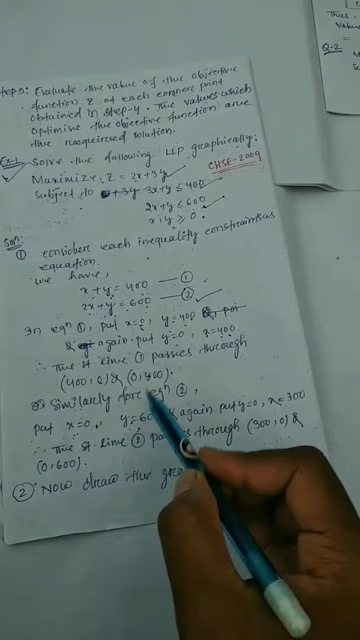 Step 5: Evaluate the value of the objective
function Z at each corner point
obtained in step-4. The values which
optimise the objective function are
the required solution.
Ex-1 Solve the following LLP graphically:
Maximize, Z = 2x+3y
CHSE-2009
Subject to 3x+y ≤ 400
2x+y ≤ 600
x, y ≥ 0.
Soln:
① consider each inequality constraints as
equation.
we have,
x + y = 400 — ①
2x + y = 600 — ②
In eqn ①, put x=0, y=400
& again put y=0, x=400
∴ The st line ① passes through
(400,0) & (0,400).
Similarly for eqn ②,
put x=0, again put y=0, x=300
∴ The st line ② through (300,0) &
(0,600).
② Now draw the
Q-2